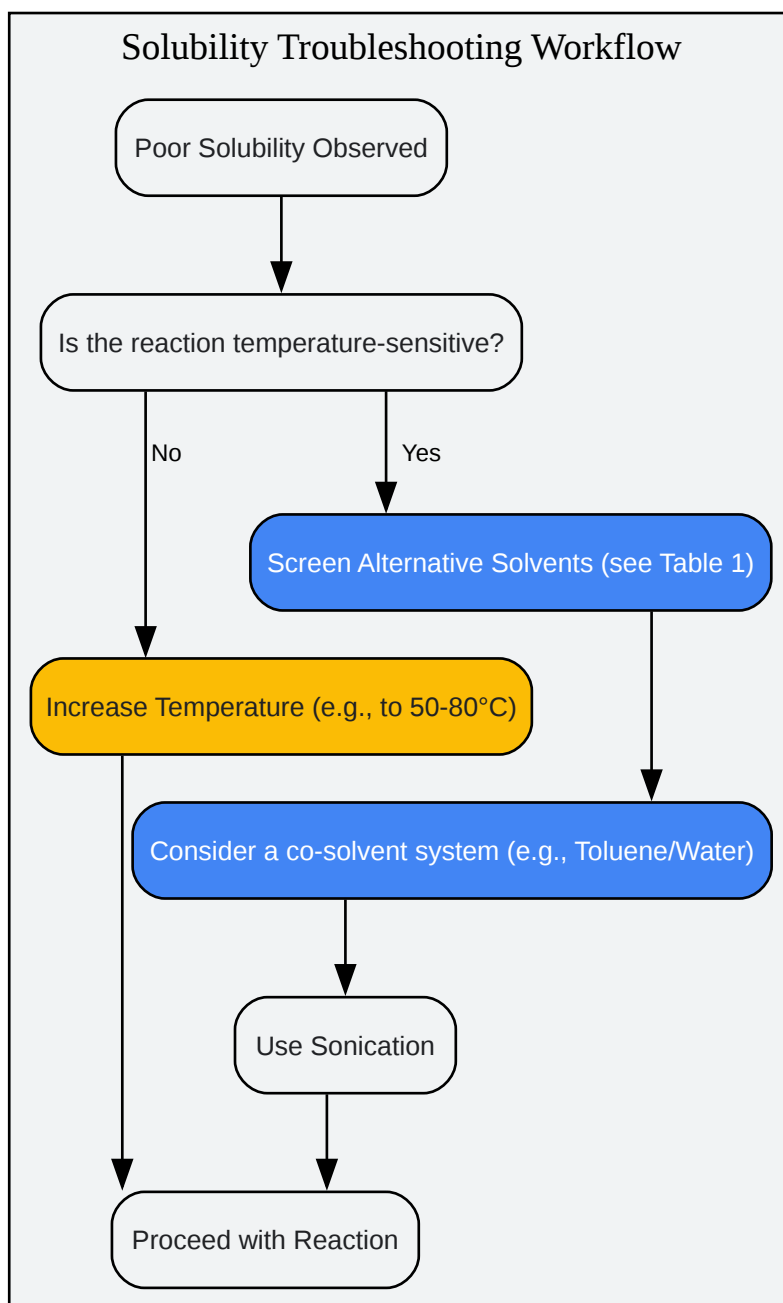 Solubility Troubleshooting Workflow
Poor Solubility Observed
Is the reaction temperature-sensitive?
No
Yes
Screen Alternative Solvents (see Table 1)
Increase Temperature (e.g., to 50-80°C)
Consider a co-solvent system (e.g., Toluene/Water)
Use Sonication
Proceed with Reaction